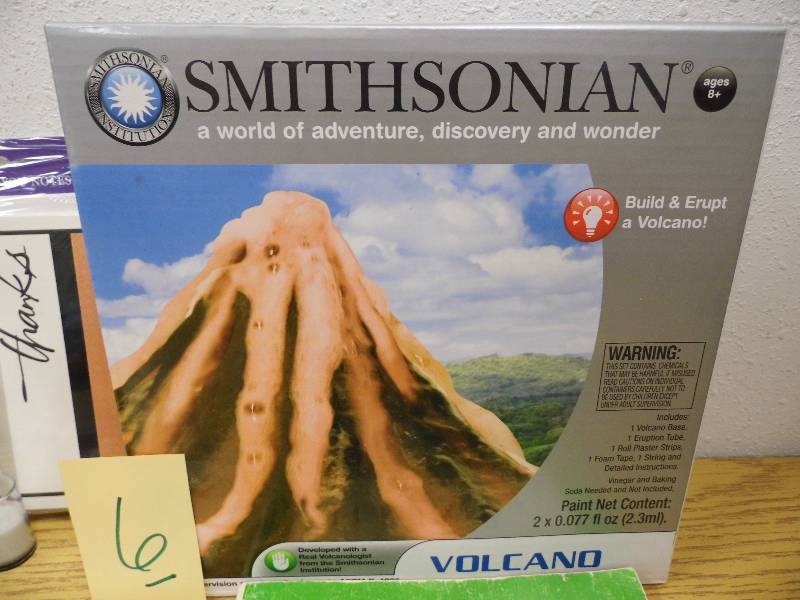 SMITHSONIAN INSTITUTION ®
SMITHSONIAN®
ages
8+
a world of adventure, discovery and wonder
Build & Erupt
a Volcano!
NOTES
thanks
WARNING:
THIS SET CONTAINS CHEMICALS
THAT MAY BE HARMFUL IF MISUSED
READ CAUTIONS ON INDIVIDUAL
CONTAINERS CAREFULLY. NOT TO
BE USED BY CHILDREN EXCEPT
UNDER ADULT SUPERVISION.
Includes:
1 Volcano Base,
1 Eruption Tube,
1 Roll Plaster Strips,
1 Foam Tape, 1 String and
Detailed Instructions.
Vinegar and Baking
Soda Needed and Not Included.
Paint Net Content:
2 x 0.077 fl oz (2.3ml).
6
Developed with a
Real Volcanologist
from the Smithsonian
Institution!
VOLCANO